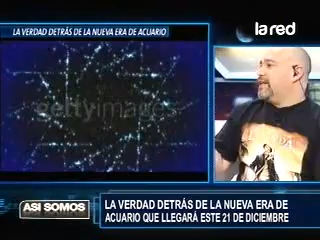 LA VERDAD DETRÁS DE LA NUEVA ERA DE ACUARIO
la red
gettyimages
ASI SOMOS
LA VERDAD DETRÁS DE LA NUEVA ERA DE
ACUARIO QUE LLEGARÁ ESTE 21 DE DICIEMBRE